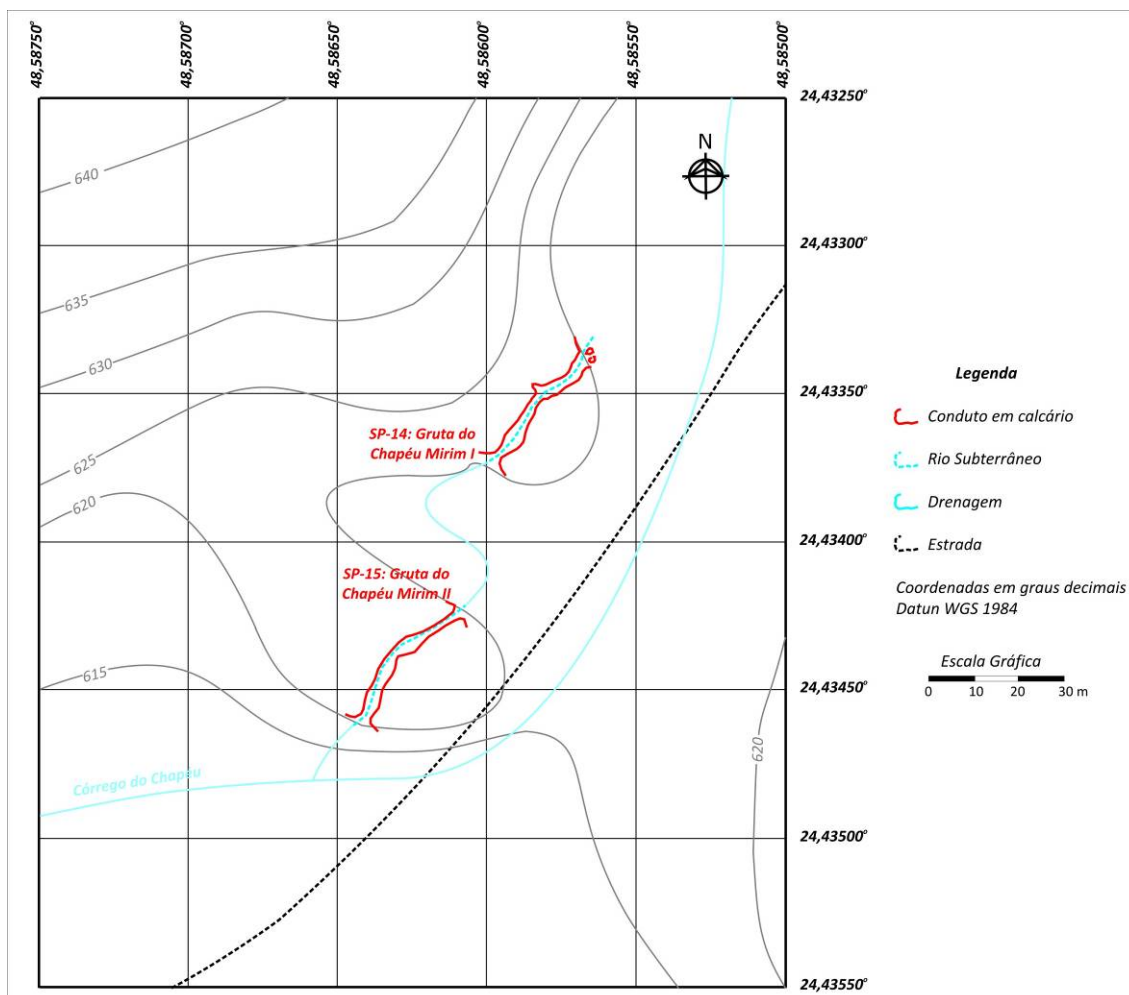 48,58750°
48,58700°
48,58650°
48,58600°
48,58550°
48,58500°
24,43250°
N
640
24,43300°
635
630
24,43350°
Legenda
SP-14: Gruta do
Chapéu Mirim I
Conduto em calcário
625
Rio Subterrâneo
620
Drenagem
24,43400°
Estrada
SP-15: Gruta do
Chapéu Mirim II
Coordenadas em graus decimais
Datun WGS 1984
615
Escala Gráfica
24,43450°
0 10 20 30 m
620
Córrego do Chapéu
24,43500°
24,43550°